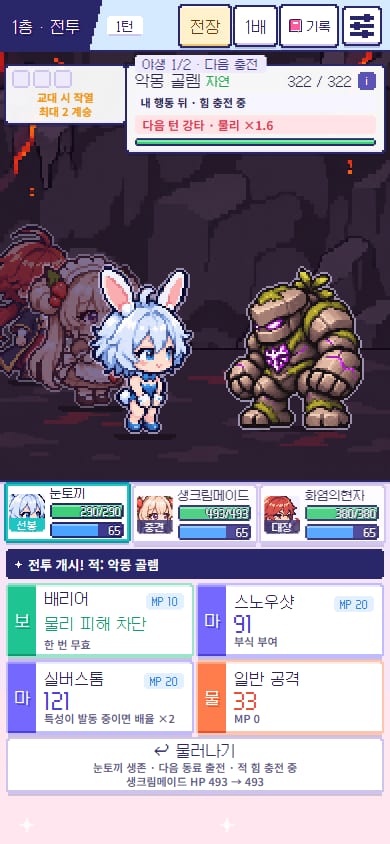 1층 · 전투
1턴
전장
1배
기록
교대 시 작열
최대 2 계승
야생 1/2 · 다음 충전
악몽 골렘 자연 322 / 322 i
내 행동 뒤 · 힘 충전 중
다음 턴 강타 · 물리 ×1.6
눈토끼
290/290
선봉
65
생크림메이드
493/493
중견
65
화염의현자
380/380
대장
65
✦ 전투 개시! 적: 악몽 골렘
보
배리어 MP 10
물리 피해 차단
한 번 무효
마
스노우샷 MP 20
91
부식 부여
마
실버스톰 MP 20
121
특성이 발동 중이면 배율 ×2
물
일반 공격
33
MP 0
↩ 물러나기
눈토끼 생존 · 다음 동료 출전 · 적 힘 충전 중
생크림메이드 HP 493 → 493